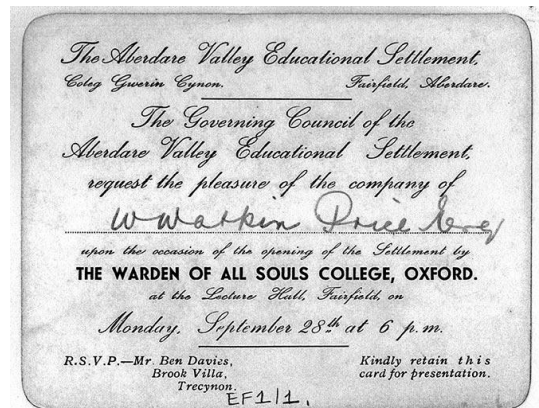 The Aberdare Valley Educational Settlement,
Coleg Gwerin Cynon. Fairfield, Aberdare.
The Governing Council of the
Aberdare Valley Educational Settlement,
request the pleasure of the company of
W Watkin Price Esq
upon the occasion of the opening of the Settlement by
THE WARDEN OF ALL SOULS COLLEGE, OXFORD.
at the Lecture Hall, Fairfield, on
Monday, September 28th at 6 p.m.
R.S.V.P.—Mr. Ben Davies, Kindly retain this
Brook Villa, card for presentation.
Trecynon.
EF1/1.